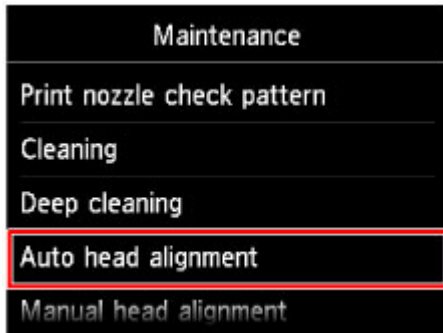 Maintenance
Print nozzle check pattern
Cleaning
Deep cleaning
Auto head alignment
Manual head alignment